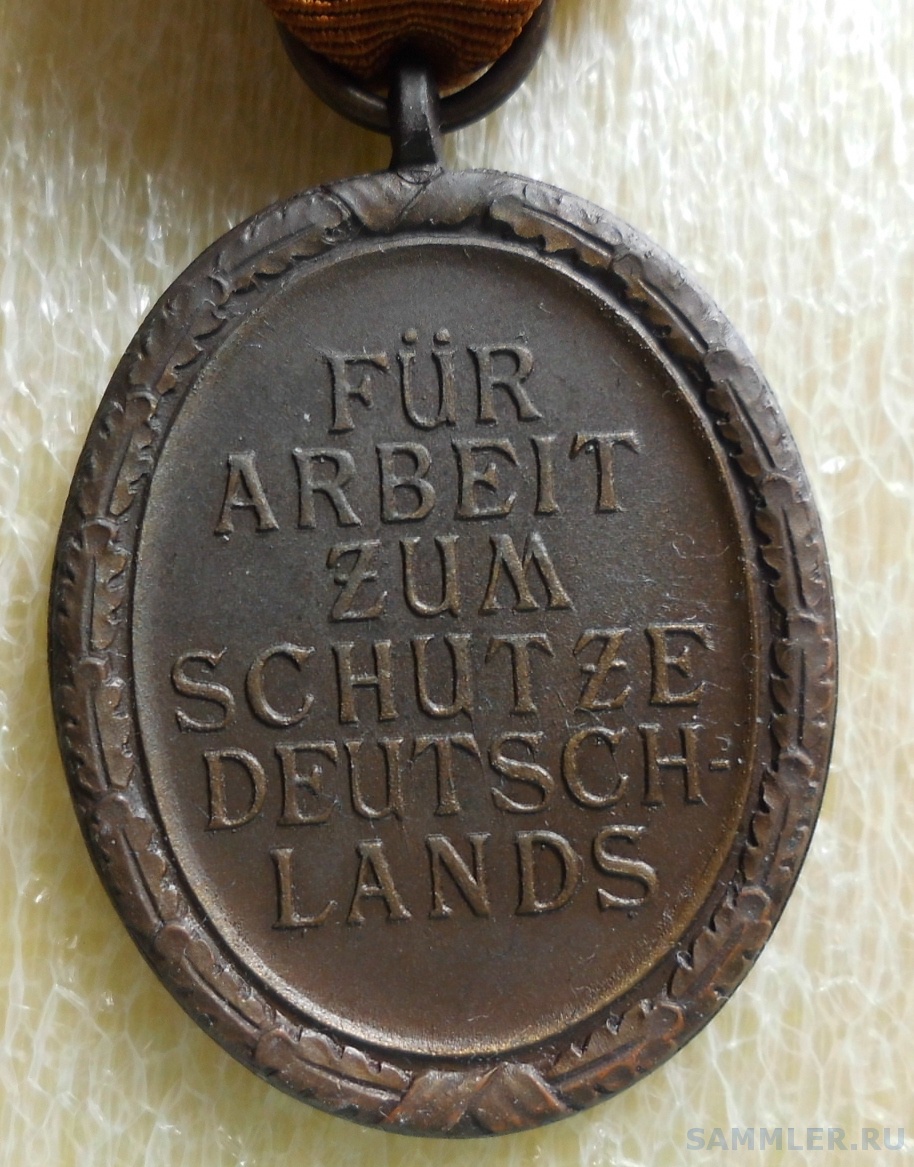 FÜR
ARBEIT
ZUM
SCHUTZE
DEUTSCH-
LANDS
SAMMLER.RU